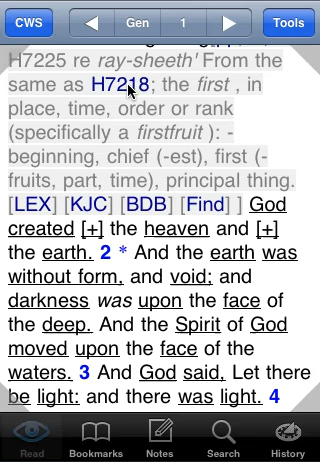 CWS Gen 1 Tools
H7225 re ray-sheeth' From the
same as H7218; the first , in
place, time, order or rank
(specifically a firstfruit ): -
beginning, chief (-est), first (-
fruits, part, time), principal thing.
[LEX] [KJC] [BDB] [Find] ] God
created [+] the heaven and [+]
the earth. 2 * And the earth was
without form, and void; and
darkness was upon the face of
the deep. And the Spirit of God
moved upon the face of the
waters. 3 And God said, Let there
be light: and there was light. 4
Read Bookmarks Notes Search History